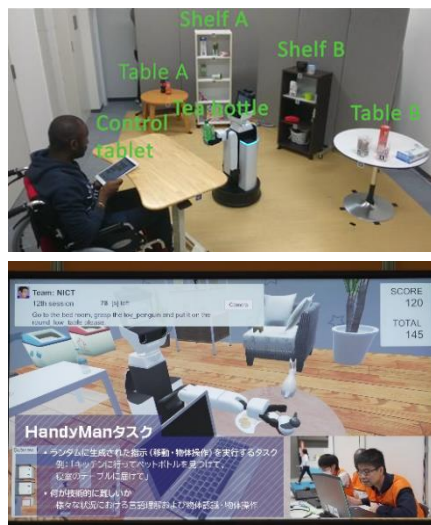 Shelf A
Shelf B
Table A
Tea bottle
Table B
Control
tablet
Team: NICT
12th session
Go to the bed room, grasp the toy_penguin and put it on the
round_low_table please.
SCORE
120
TOTAL
145
HandyManタスク
・ランダムに生成された指示（移動・物体操作）を実行するタスク
例：「キッチンに行ってペットボトルを見つけて、
寝室のテーブルに届けて」
・何が技術的に難しいか
様々な状況における言語理解および物体認識・物体操作